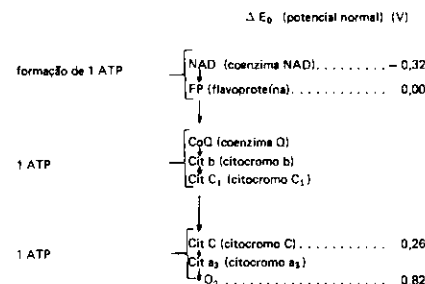 Δ E₀ (potencial normal) (V)
NAD (coenzima NAD)........ − 0,32
formação de 1 ATP
FP (flavoproteína)......... 0,00
CoQ (coenzima Q)
1 ATP
Cit b (citocromo b)
Cit C₁ (citocromo C₁)
Cit C (citocromo C)......... 0,26
1 ATP
Cit a₃ (citocromo a₃)
O₂................ 0,82